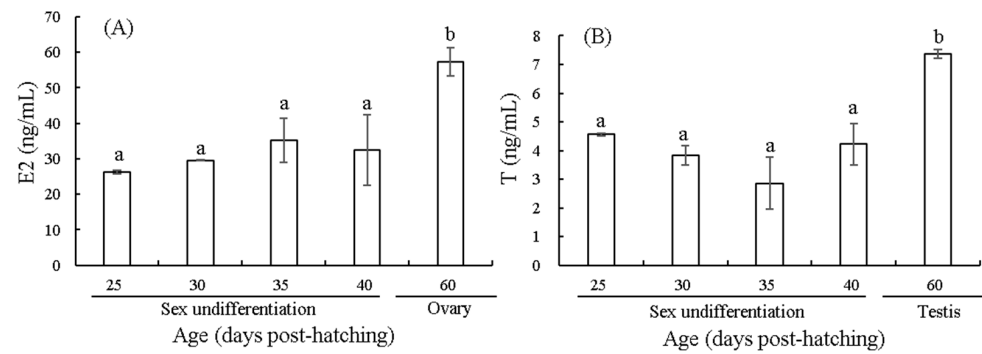 (A)
E2 (ng/mL)
70
60
50
40
30
20
10
0
a
a
a
a
b
25 30 35 40 60
Sex undifferentiation Ovary
Age (days post-hatching)
(B)
T (ng/mL)
8
7
6
5
4
3
2
1
0
a
a
a
a
b
25 30 35 40 60
Sex undifferentiation Testis
Age (days post-hatching)